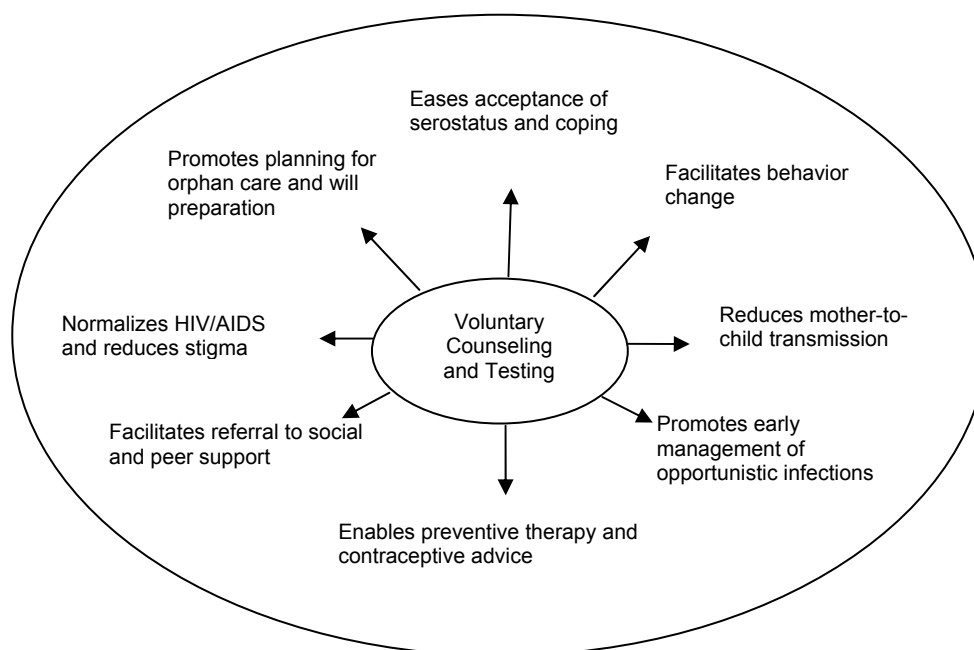 Eases acceptance of
serostatus and coping
Promotes planning for
orphan care and will
preparation
Facilitates behavior
change
Normalizes HIV/AIDS
and reduces stigma
Voluntary
Counseling
and Testing
Reduces mother-to-
child transmission
Facilitates referral to social
and peer support
Promotes early
management of
opportunistic infections
Enables preventive therapy and
contraceptive advice